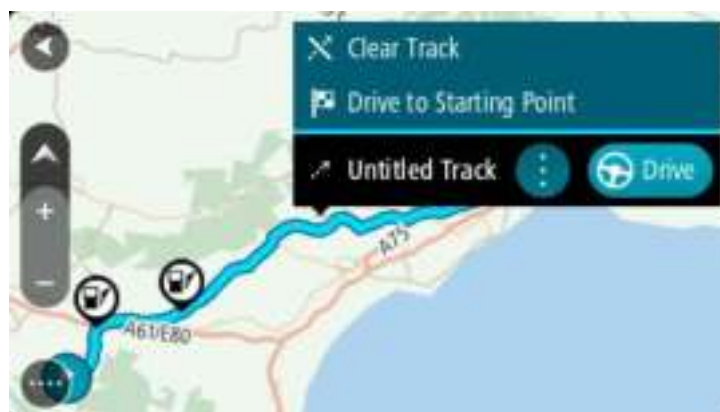 Clear Track
Drive to Starting Point
Untitled Track
Drive
A75
A61/E80